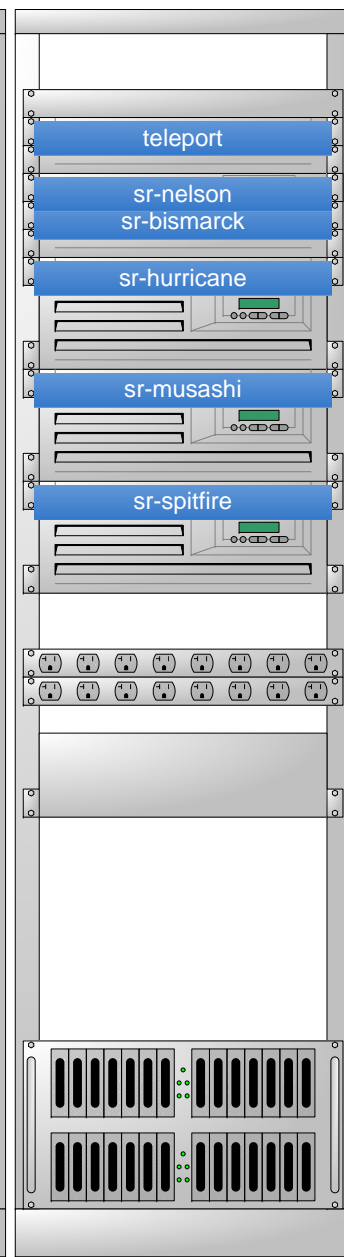 teleport
sr-nelson
sr-bismarck
sr-hurricane
sr-musashi
sr-spitfire